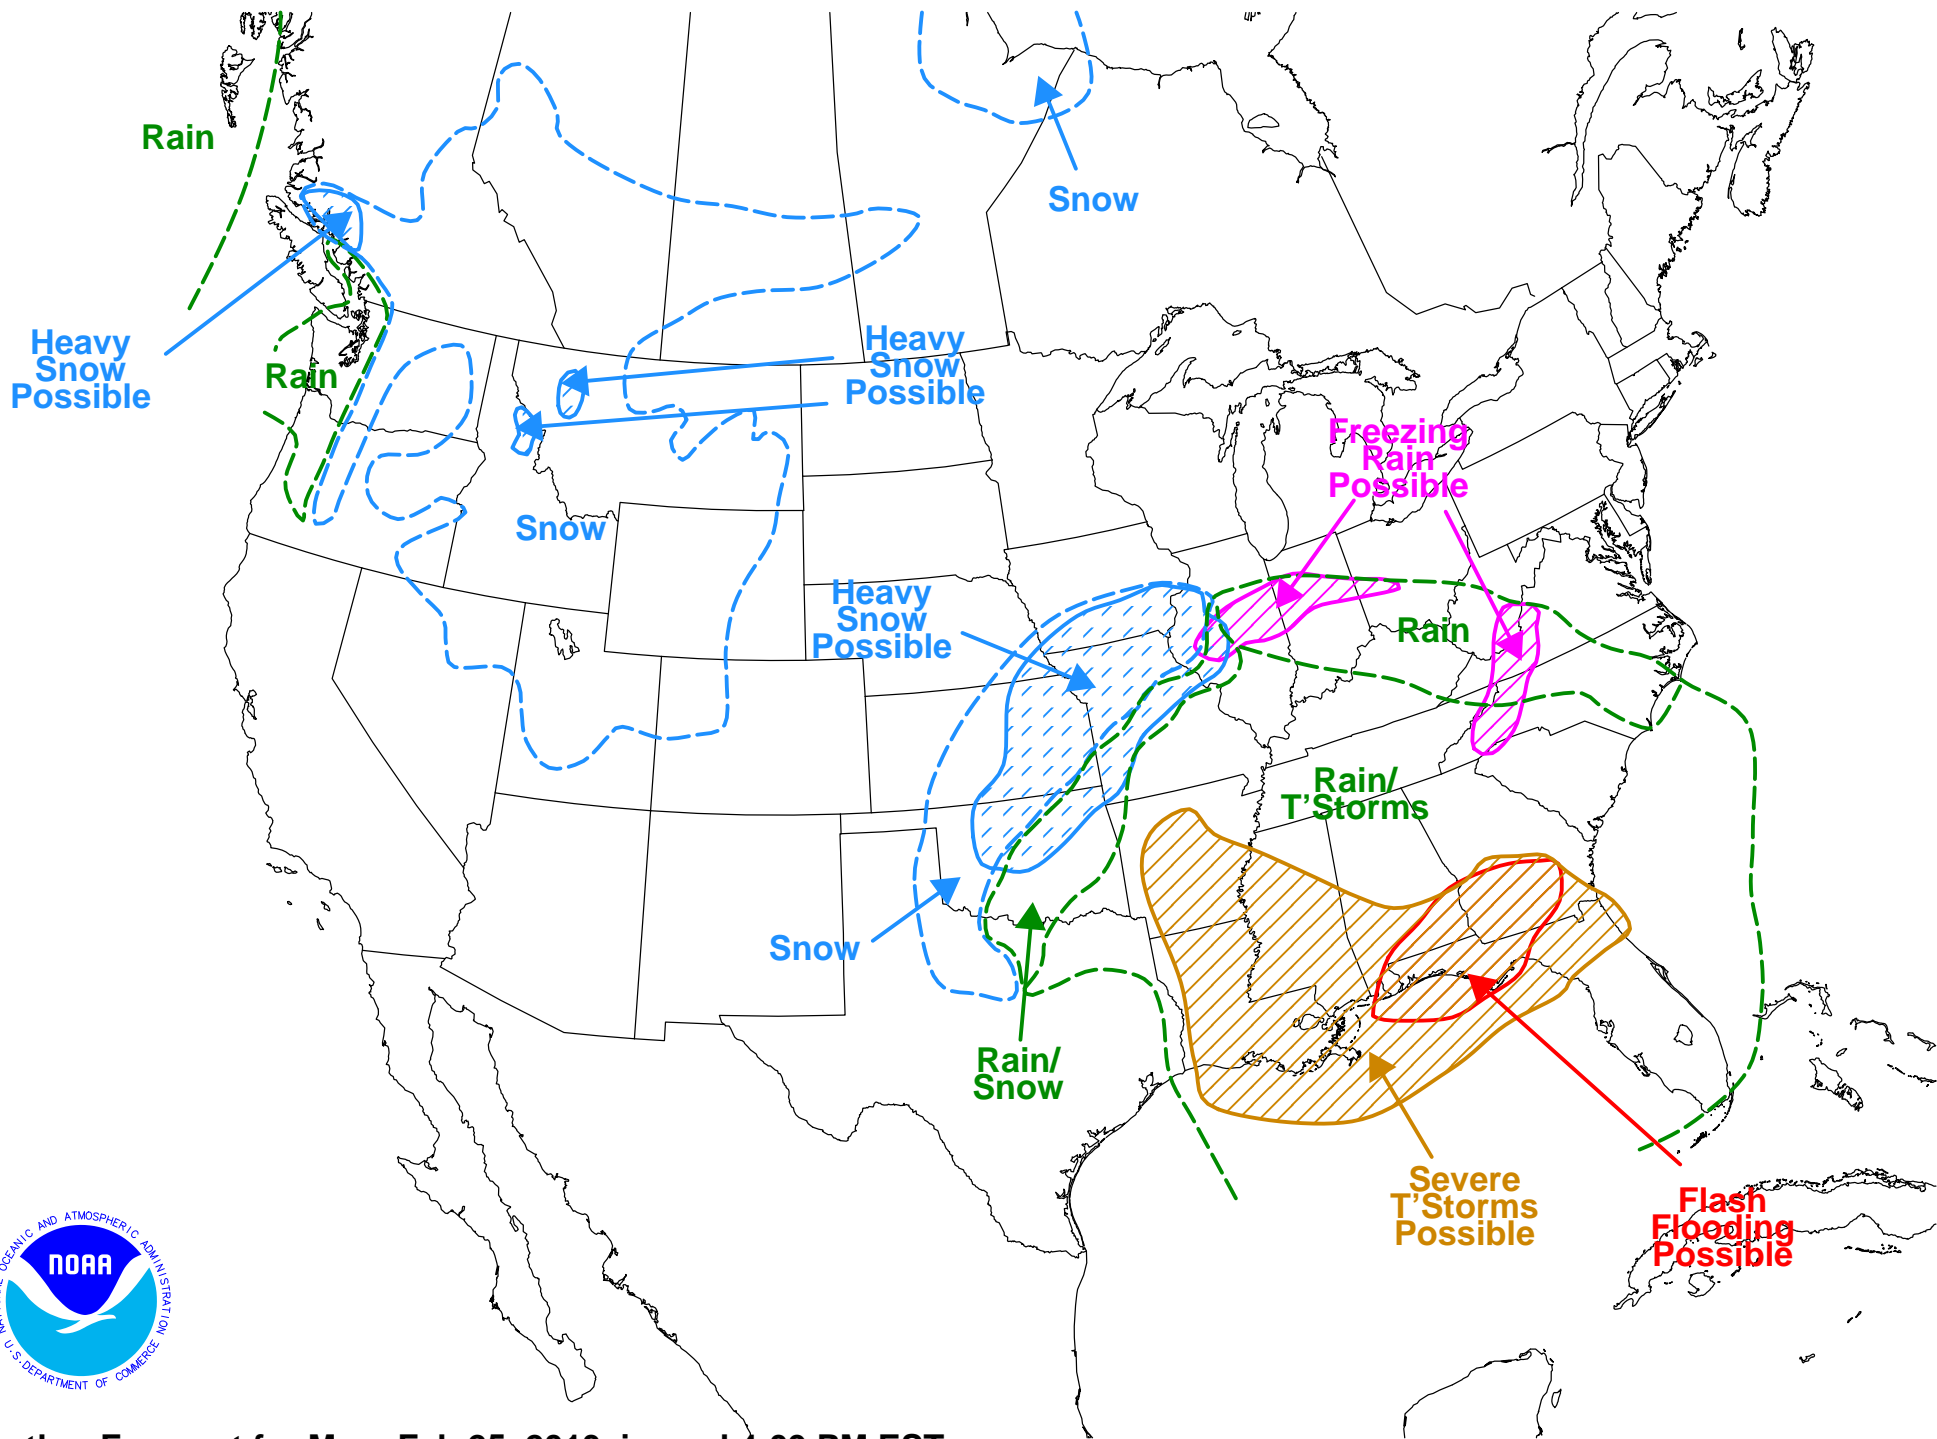 Rain
Snow
Heavy
Snow
Possible
Rain
Heavy
Snow
Possible
Freezing
Rain
Possible
Snow
Heavy
Snow
Possible
Rain
Rain/
T'Storms
Snow
Rain/
Snow
Severe
T'Storms
Possible
Flash
Flooding
Possible
NOAA
OCEANIC AND ATMOSPHERIC ADMINISTRATION
U.S. DEPARTMENT OF COMMERCE